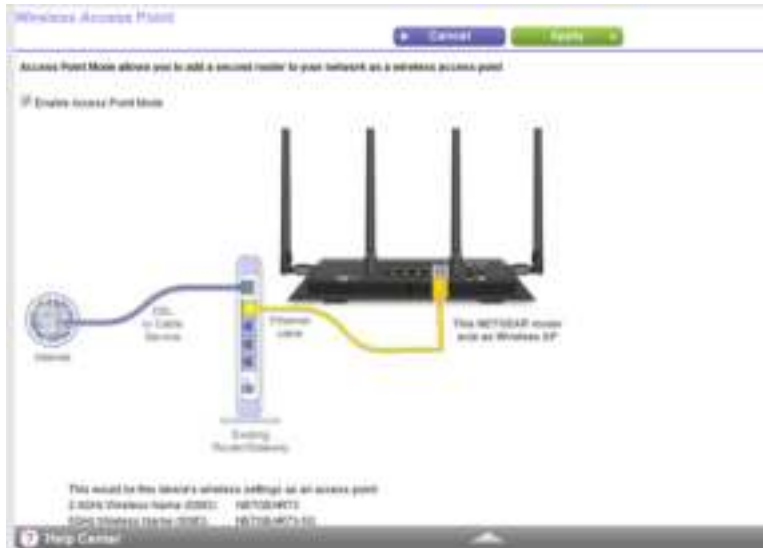 Wireless Access Point
Cancel
Apply
Access Point Mode allows you to add a second router to your network as a wireless access point
Enable Access Point Mode
DSL
or Cable
Service
Ethernet
cable
This NETGEAR router
acts as Wireless AP
Internet
Existing
Router/Gateway
This would be this device's wireless settings as an access point
2.4GHz Wireless Name (SSID): NETGEAR73
5GHz Wireless Name (SSID): NETGEAR73-5G
Help Center